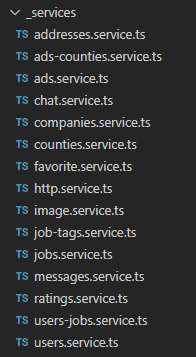 _services
TS addresses.service.ts
TS ads-counties.service.ts
TS ads.service.ts
TS chat.service.ts
TS companies.service.ts
TS counties.service.ts
TS favorite.service.ts
TS http.service.ts
TS image.service.ts
TS job-tags.service.ts
TS jobs.service.ts
TS messages.service.ts
TS ratings.service.ts
TS users-jobs.service.ts
TS users.service.ts